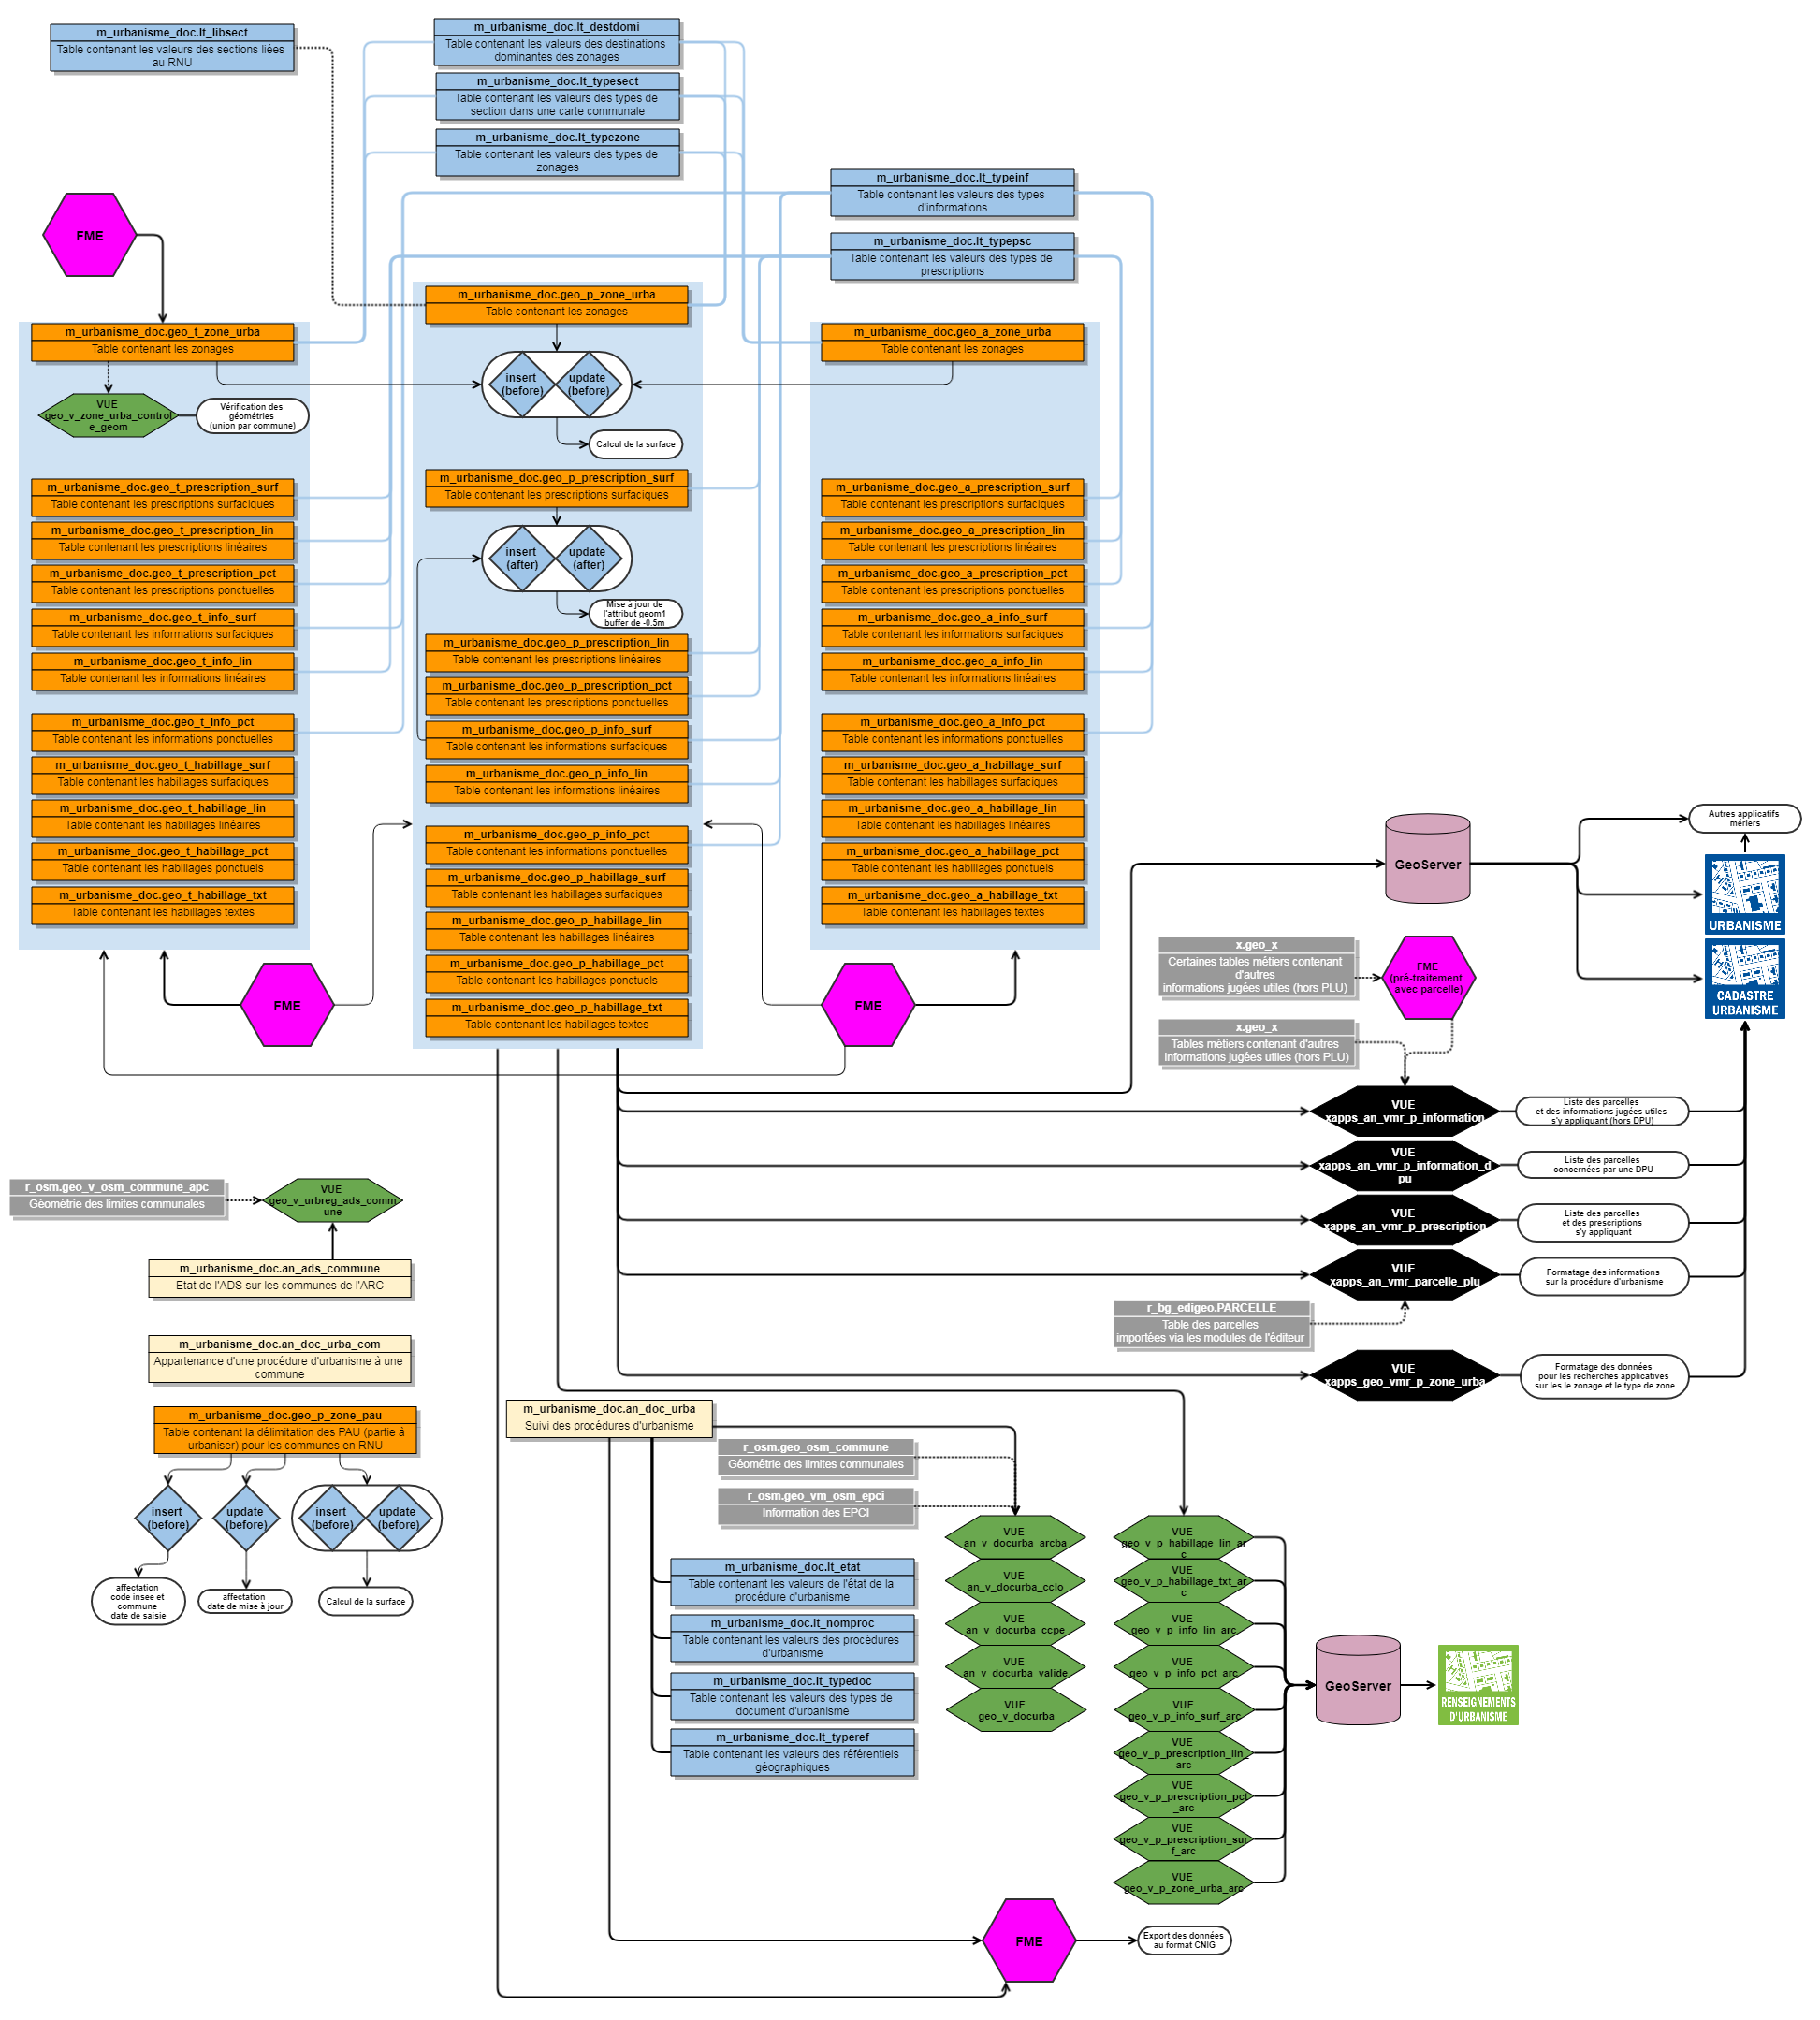 m_urbanisme_doc.lt_libsect
Table contenant les valeurs des sections liées
au RNU
m_urbanisme_doc.lt_destdomi
Table contenant les valeurs des destinations
dominantes des zonages
m_urbanisme_doc.lt_typesect
Table contenant les valeurs des types de
section dans une carte communale
m_urbanisme_doc.lt_typezone
Table contenant les valeurs des types de
zonages
m_urbanisme_doc.lt_typeinf
Table contenant les valeurs des types
d'informations
m_urbanisme_doc.lt_typepsc
Table contenant les valeurs des types de
prescriptions
FME
m_urbanisme_doc.geo_t_zone_urba
Table contenant les zonages
VUE
geo_v_zone_urba_control
e_geom
Vérification des
géométries
(union par commune)
m_urbanisme_doc.geo_t_prescription_surf
Table contenant les prescriptions surfaciques
m_urbanisme_doc.geo_t_prescription_lin
Table contenant les prescriptions linéaires
m_urbanisme_doc.geo_t_prescription_pct
Table contenant les prescriptions ponctuelles
m_urbanisme_doc.geo_t_info_surf
Table contenant les informations surfaciques
m_urbanisme_doc.geo_t_info_lin
Table contenant les informations linéaires
m_urbanisme_doc.geo_t_info_pct
Table contenant les informations ponctuelles
m_urbanisme_doc.geo_t_habillage_surf
Table contenant les habillages surfaciques
m_urbanisme_doc.geo_t_habillage_lin
Table contenant les habillages linéaires
m_urbanisme_doc.geo_t_habillage_pct
Table contenant les habillages ponctuels
m_urbanisme_doc.geo_t_habillage_txt
Table contenant les habillages textes
m_urbanisme_doc.geo_p_zone_urba
Table contenant les zonages
insert
(before)
update
(before)
Calcul de la surface
m_urbanisme_doc.geo_p_prescription_surf
Table contenant les prescriptions surfaciques
insert
(after)
update
(after)
Mise à jour de
l'attribut geom1
buffer de -0.5m
m_urbanisme_doc.geo_p_prescription_lin
Table contenant les prescriptions linéaires
m_urbanisme_doc.geo_p_prescription_pct
Table contenant les prescriptions ponctuelles
m_urbanisme_doc.geo_p_info_surf
Table contenant les informations surfaciques
m_urbanisme_doc.geo_p_info_lin
Table contenant les informations linéaires
m_urbanisme_doc.geo_p_info_pct
Table contenant les informations ponctuelles
m_urbanisme_doc.geo_p_habillage_surf
Table contenant les habillages surfaciques
m_urbanisme_doc.geo_p_habillage_lin
Table contenant les habillages linéaires
m_urbanisme_doc.geo_p_habillage_pct
Table contenant les habillages ponctuels
m_urbanisme_doc.geo_p_habillage_txt
Table contenant les habillages textes
m_urbanisme_doc.geo_a_zone_urba
Table contenant les zonages
m_urbanisme_doc.geo_a_prescription_surf
Table contenant les prescriptions surfaciques
m_urbanisme_doc.geo_a_prescription_lin
Table contenant les prescriptions linéaires
m_urbanisme_doc.geo_a_prescription_pct
Table contenant les prescriptions ponctuelles
m_urbanisme_doc.geo_a_info_surf
Table contenant les informations surfaciques
m_urbanisme_doc.geo_a_info_lin
Table contenant les informations linéaires
m_urbanisme_doc.geo_a_info_pct
Table contenant les informations ponctuelles
m_urbanisme_doc.geo_a_habillage_surf
Table contenant les habillages surfaciques
m_urbanisme_doc.geo_a_habillage_lin
Table contenant les habillages linéaires
m_urbanisme_doc.geo_a_habillage_pct
Table contenant les habillages ponctuels
m_urbanisme_doc.geo_a_habillage_txt
Table contenant les habillages textes
FME
FME
GeoServer
Autres applicatifs
mériers
URBANISME
CADASTRE
URBANISME
x.geo_x
Certaines tables métiers contenant
d'autres
informations jugées utiles (hors PLU)
FME
(pré-traitement
avec parcelle)
x.geo_x
Tables métiers contenant d'autres
informations jugées utiles (hors PLU)
VUE
xapps_an_vmr_p_information
Liste des parcelles
et des informations jugées utiles
s'y appliquant (hors DPU)
VUE
xapps_an_vmr_p_information_d
pu
Liste des parcelles
concernées par une DPU
VUE
xapps_an_vmr_p_prescription
Liste des parcelles
et des prescriptions
s'y appliquant
VUE
xapps_an_vmr_parcelle_plu
Formatage des informations
sur la procédure d'urbanisme
r_bg_edigeo.PARCELLE
Table des parcelles
importées via les modules de l'éditeur
VUE
xapps_geo_vmr_p_zone_urba
Formatage des données
pour les recherches applicatives
sur les le zonage et le type de zone
r_osm.geo_v_osm_commune_apc
Géométrie des limites communales
VUE
geo_v_urbreg_ads_comm
une
m_urbanisme_doc.an_ads_commune
Etat de l'ADS sur les communes de l'ARC
m_urbanisme_doc.an_doc_urba_com
Appartenance d'une procédure d'urbanisme à une
commune
m_urbanisme_doc.geo_p_zone_pau
Table contenant la délimitation des PAU (partie à
urbaniser) pour les communes en RNU
insert
(before)
update
(before)
insert
(before)
update
(before)
affectation
code insee et
commune
date de saisie
affectation
date de mise à jour
Calcul de la surface
m_urbanisme_doc.an_doc_urba
Suivi des procédures d'urbanisme
r_osm.geo_osm_commune
Géométrie des limites communales
r_osm.geo_vm_osm_epci
Information des EPCI
m_urbanisme_doc.lt_etat
Table contenant les valeurs de l'état de la
procédure d'urbanisme
m_urbanisme_doc.lt_nomproc
Table contenant les valeurs des procédures
d'urbanisme
m_urbanisme_doc.lt_typedoc
Table contenant les valeurs des types de
document d'urbanisme
m_urbanisme_doc.lt_typeref
Table contenant les valeurs des référentiels
géographiques
VUE
an_v_docurba_arcba
VUE
an_v_docurba_cclo
VUE
an_v_docurba_ccpe
VUE
an_v_docurba_valide
VUE
geo_v_docurba
VUE
geo_v_p_habillage_lin_ar
c
VUE
geo_v_p_habillage_txt_ar
c
VUE
geo_v_p_info_lin_arc
VUE
geo_v_p_info_pct_arc
VUE
geo_v_p_info_surf_arc
VUE
geo_v_p_prescription_lin_
arc
VUE
geo_v_p_prescription_pct
_arc
VUE
geo_v_p_prescription_sur
f_arc
VUE
geo_v_p_zone_urba_arc
GeoServer
RENSEIGNEMENTS
D'URBANISME
FME
Export des données
au format CNIG